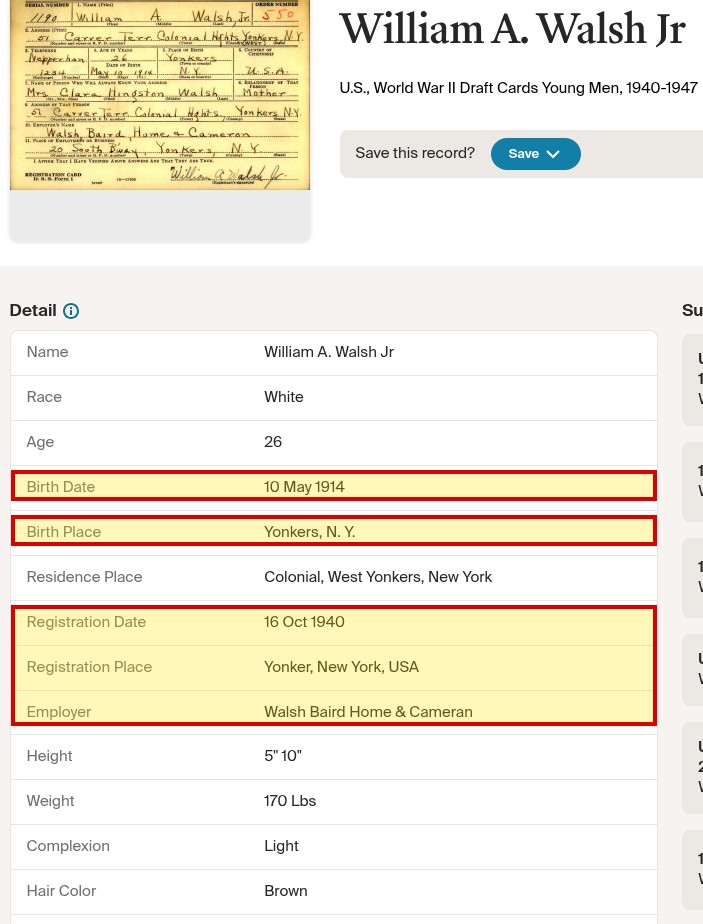 SERIAL NUMBER 1. NAME (Print) ORDER NUMBER
1190 William A. Walsh, Jr. 550
2. ADDRESS (Print)
51 Carver Terr. Colonial Hghts Yonkers, N.Y.
3. TELEPHONE 4. AGE IN YEARS 5. PLACE OF BIRTH 6. COUNTRY OF CITIZENSHIP
Nepperhan 26 Yonkers
DATE OF BIRTH
1234 May 10 1914 N.Y. U.S.A.
7. NAME OF PERSON WHO WILL ALWAYS KNOW YOUR ADDRESS 8. RELATIONSHIP OF THAT PERSON
Mrs. Clara Hingston Walsh Mother
9. ADDRESS OF THAT PERSON
51 Carver Terr. Colonial Hghts. Yonkers N.Y.
10. EMPLOYER'S NAME
Walsh, Baird, Home & Cameron
11. PLACE OF EMPLOYMENT OR BUSINESS
20 South B'way, Yonkers, N. Y.
I AFFIRM THAT I HAVE VERIFIED ABOVE ANSWERS AND THAT THEY ARE TRUE.
REGISTRATION CARD
D. S. S. Form 1 William A Walsh Jr.
William A. Walsh Jr
U.S., World War II Draft Cards Young Men, 1940-1947
Save this record? Save
Detail
Su
Name William A. Walsh Jr
Race White
Age 26
Birth Date 10 May 1914
Birth Place Yonkers, N. Y.
Residence Place Colonial, West Yonkers, New York
Registration Date 16 Oct 1940
Registration Place Yonker, New York, USA
Employer Walsh Baird Home & Cameran
Height 5" 10"
Weight 170 Lbs
Complexion Light
Hair Color Brown